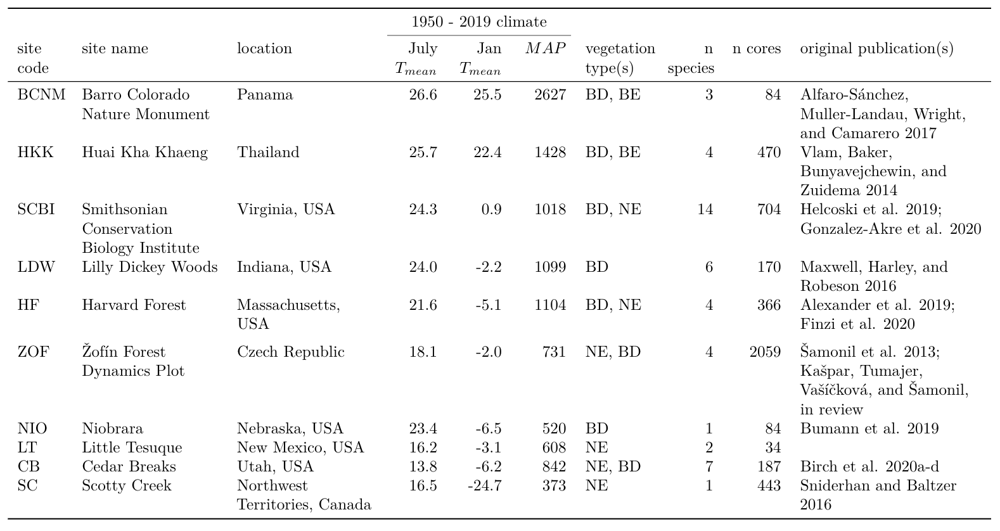 1950 - 2019 climate
site site name location July Jan MAP vegetation n n cores original publication(s)
code Tmean Tmean type(s) species
BCNM Barro Colorado Panama 26.6 25.5 2627 BD, BE 3 84 Alfaro-Sánchez,
Nature Monument Muller-Landau, Wright,
and Camarero 2017
HKK Huai Kha Khaeng Thailand 25.7 22.4 1428 BD, BE 4 470 Vlam, Baker,
Bunyavejchewin, and
Zuidema 2014
SCBI Smithsonian Virginia, USA 24.3 0.9 1018 BD, NE 14 704 Helcoski et al. 2019;
Conservation Gonzalez-Akre et al. 2020
Biology Institute
LDW Lilly Dickey Woods Indiana, USA 24.0 -2.2 1099 BD 6 170 Maxwell, Harley, and
Robeson 2016
HF Harvard Forest Massachusetts, 21.6 -5.1 1104 BD, NE 4 366 Alexander et al. 2019;
USA Finzi et al. 2020
ZOF Žofín Forest Czech Republic 18.1 -2.0 731 NE, BD 4 2059 Šamonil et al. 2013;
Dynamics Plot Kašpar, Tumajer,
Vašíčková, and Šamonil,
in review
NIO Niobrara Nebraska, USA 23.4 -6.5 520 BD 1 84 Bumann et al. 2019
LT Little Tesuque New Mexico, USA 16.2 -3.1 608 NE 2 34
CB Cedar Breaks Utah, USA 13.8 -6.2 842 NE, BD 7 187 Birch et al. 2020a-d
SC Scotty Creek Northwest 16.5 -24.7 373 NE 1 443 Sniderhan and Baltzer
Territories, Canada 2016